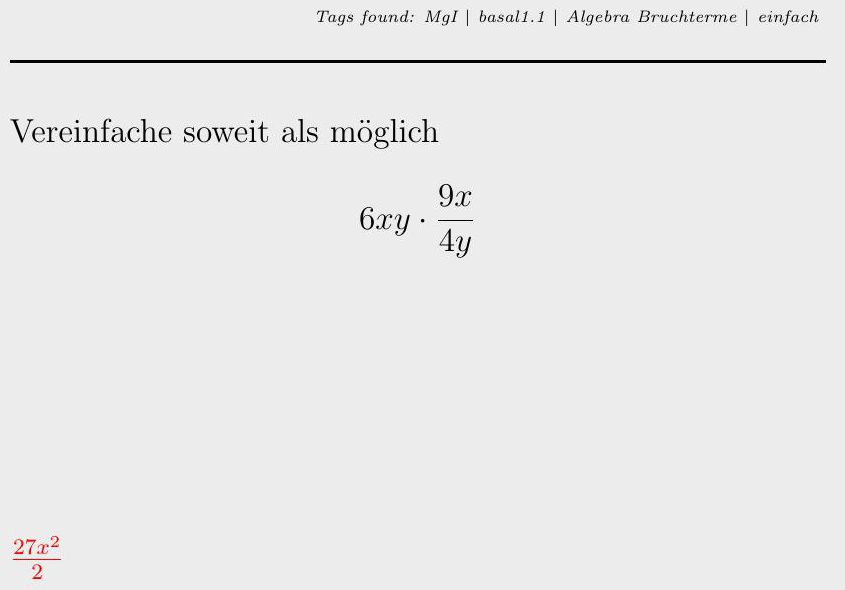 Tags found: MgI | basal1.1 | Algebra Bruchterme | einfach
Vereinfache soweit als möglich
6xy · \frac{9x}{4y}
\frac{27x^2}{2}